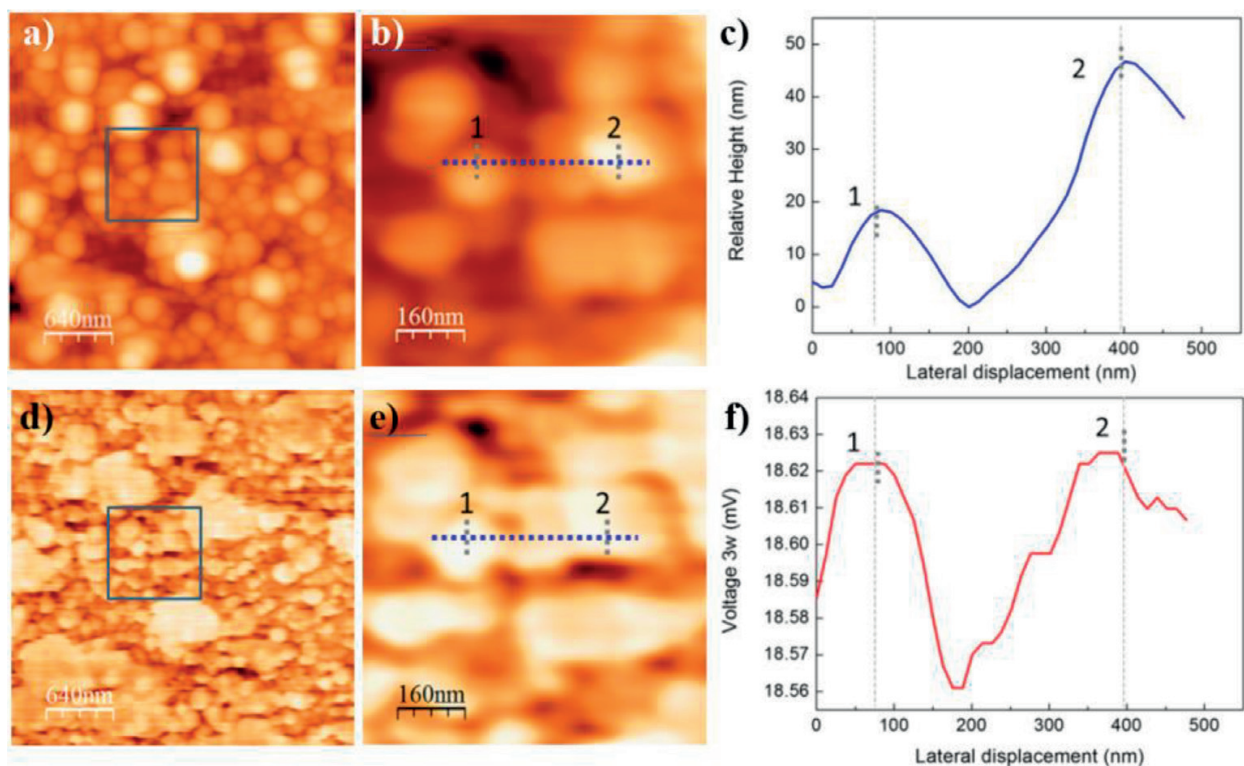 a)
640nm
b)
1
2
160nm
c)
50
40
30
20
10
0
Relative Height (nm)
1
2
0
100
200
300
400
500
Lateral displacement (nm)
d)
640nm
e)
1
2
160nm
f)
18.64
18.63
18.62
18.60
18.59
18.58
18.57
18.56
Voltage 3w (mV)
1
2
0
100
200
300
400
500
Lateral displacement (nm)